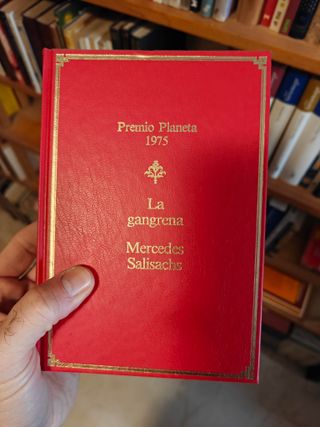 Premio Planeta
1975
La
gangrena
Mercedes
Salisachs